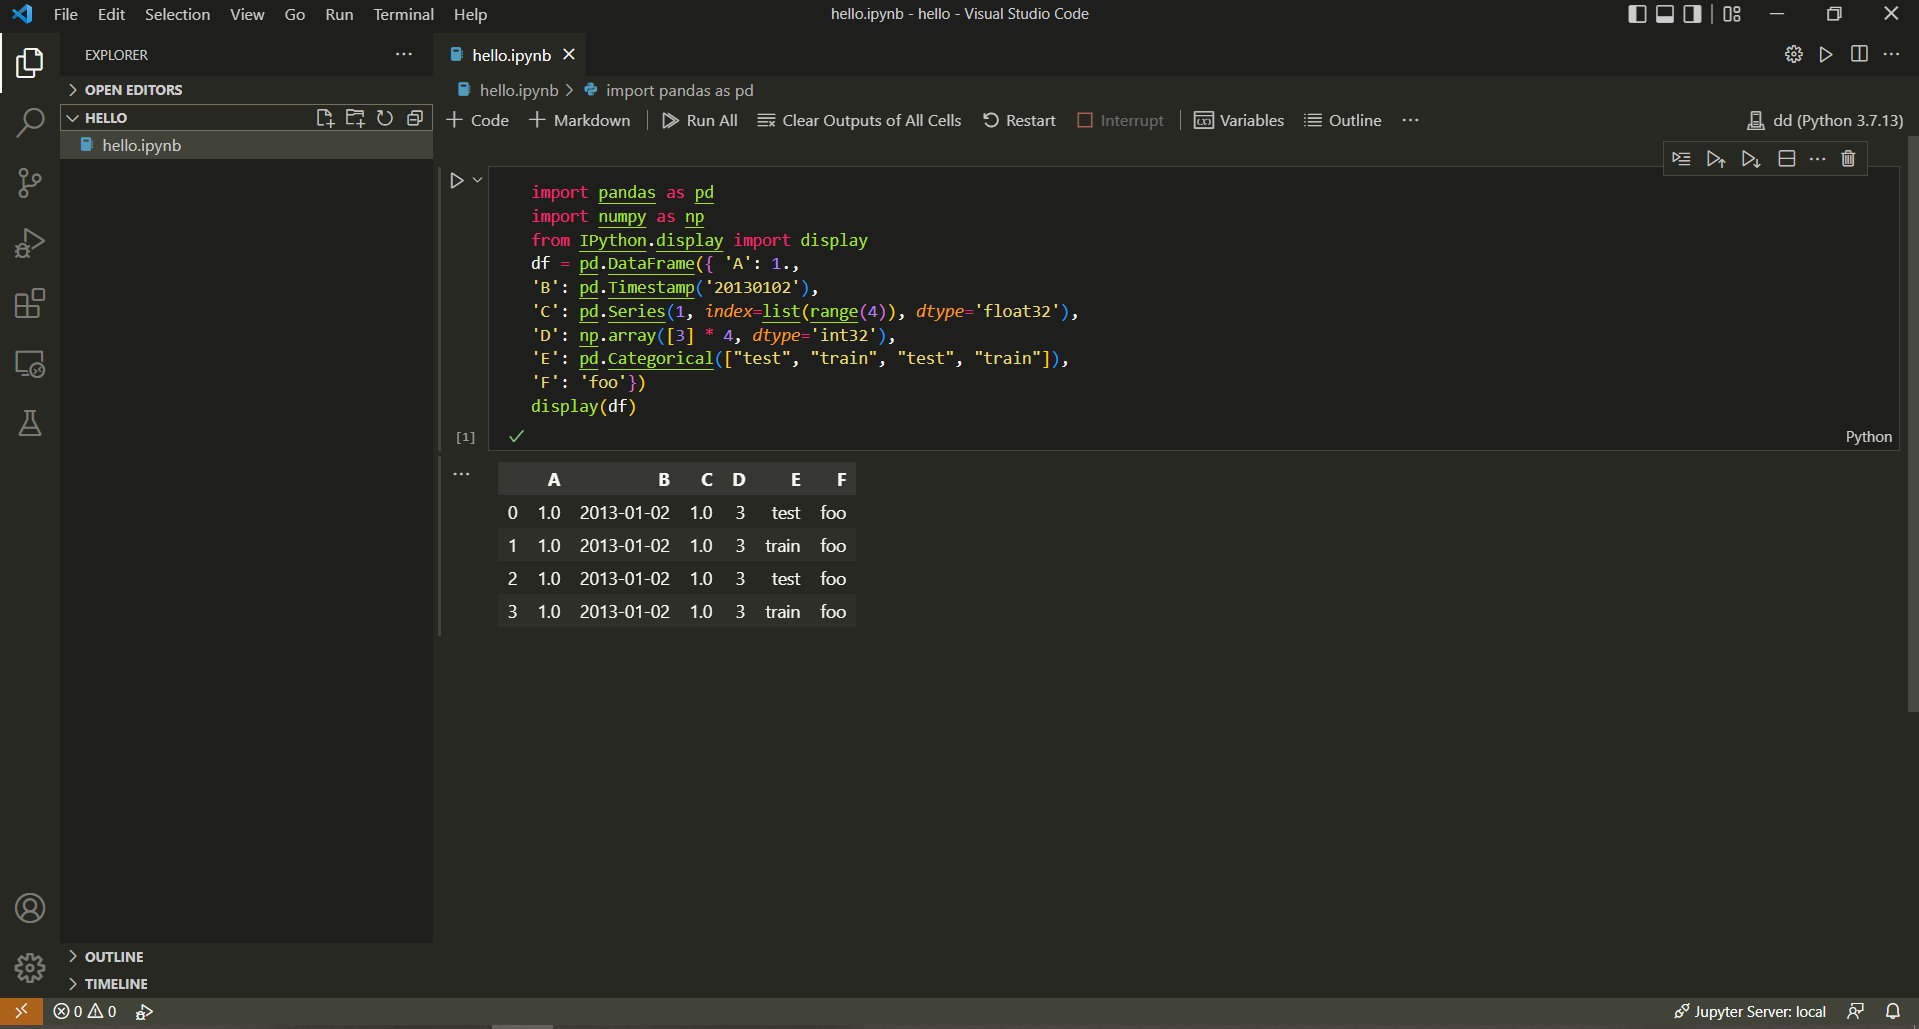 File Edit Selection View Go Run Terminal Help
hello.ipynb - hello - Visual Studio Code
EXPLORER
OPEN EDITORS
HELLO
hello.ipynb
hello.ipynb
hello.ipynb > import pandas as pd
Code Markdown Run All Clear Outputs of All Cells Restart Interrupt Variables Outline
dd (Python 3.7.13)
import pandas as pd
import numpy as np
from IPython.display import display
df = pd.DataFrame({ 'A': 1.,
'B': pd.Timestamp('20130102'),
'C': pd.Series(1, index=list(range(4)), dtype='float32'),
'D': np.array([3] * 4, dtype='int32'),
'E': pd.Categorical(["test", "train", "test", "train"]),
'F': 'foo'})
display(df)
[1]
Python
A B C D E F
0 1.0 2013-01-02 1.0 3 test foo
1 1.0 2013-01-02 1.0 3 train foo
2 1.0 2013-01-02 1.0 3 test foo
3 1.0 2013-01-02 1.0 3 train foo
OUTLINE
TIMELINE
0 0
Jupyter Server: local